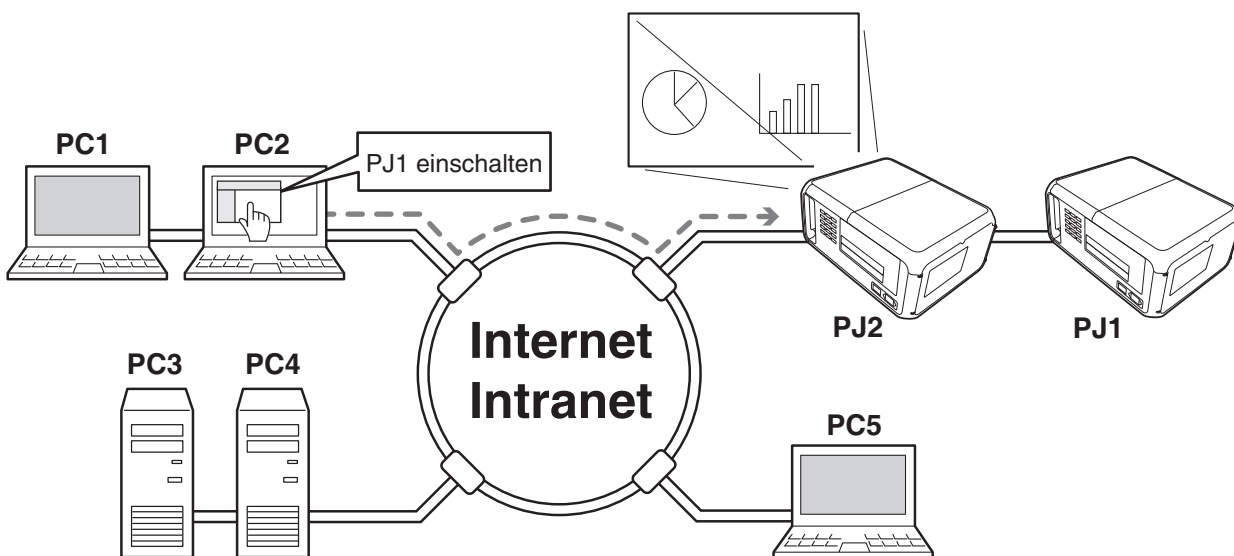 PC1
PC2
PJ1 einschalten
PJ2
PJ1
Internet
Intranet
PC3
PC4
PC5